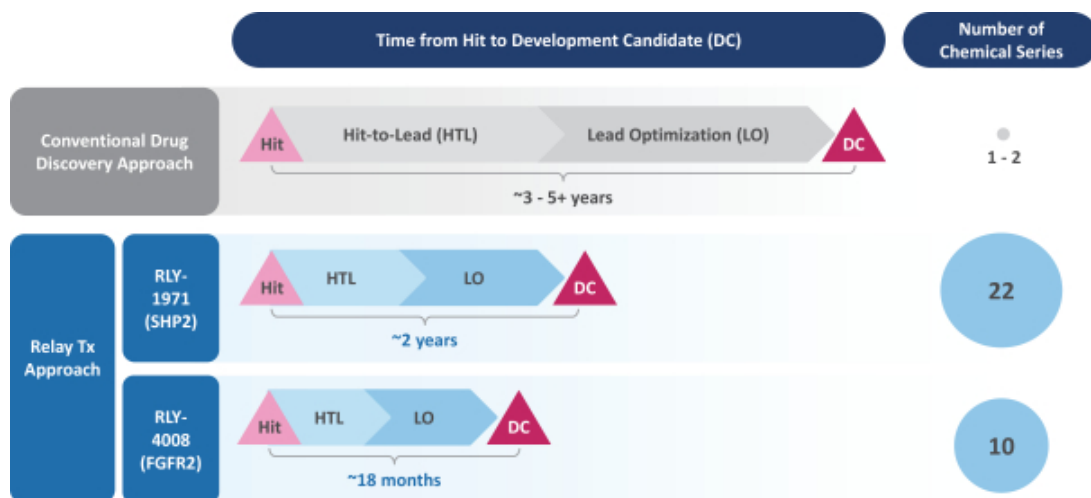 Time from Hit to Development Candidate (DC)
Number of
Chemical Series
Conventional Drug
Discovery Approach
Hit
Hit-to-Lead (HTL)
Lead Optimization (LO)
DC
~3 - 5+ years
1 - 2
Relay Tx
Approach
RLY-
1971
(SHP2)
Hit
HTL
LO
DC
~2 years
22
RLY-
4008
(FGFR2)
Hit
HTL
LO
DC
~18 months
10